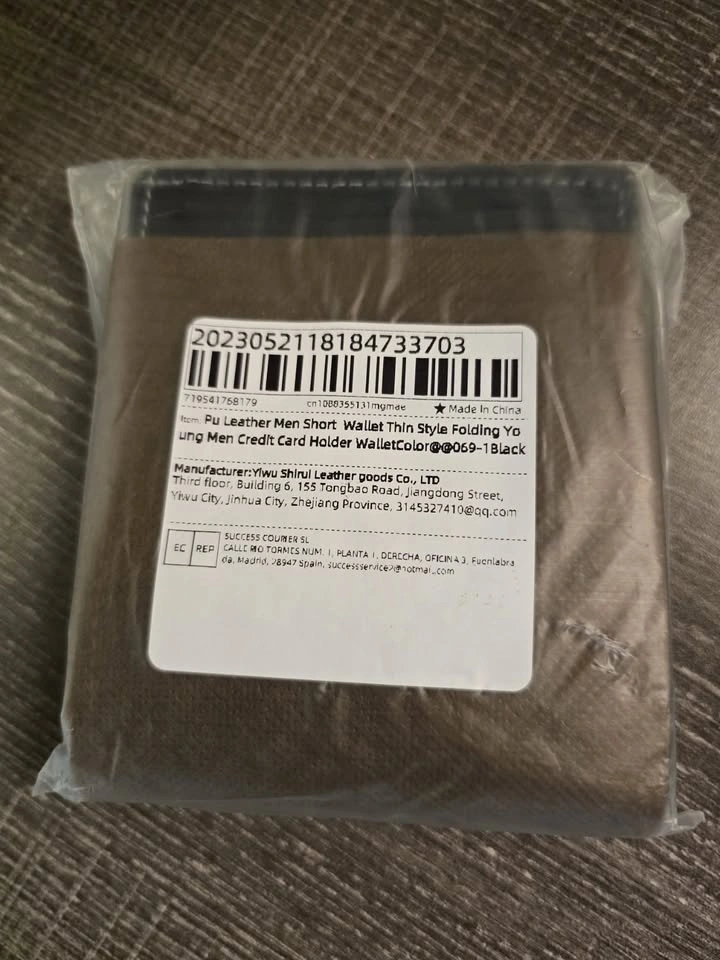 20230521181847​33703
719541758179 cn1088355131mgmae ★ Made In China
Item: Pu Leather Men Short Wallet Thin Style Folding Yo
ung Men Credit Card Holder WalletColor@@069-1Black
Manufacturer:Yiwu Shirui Leather goods Co., LTD
Third floor, Building 6, 155 Tongbao Road, Jiangdong Street,
Yiwu City, Jinhua City, Zhejiang Province, 3145327410@qq.com
EC REP
SUCCESS COURIER SL
CALLE RIO TORMES NUM. 1, PLANTA 1, DERECHA, OFICINA 3, Fuenlabra
da, Madrid, 28947 Spain, successservice2@hotmail.com